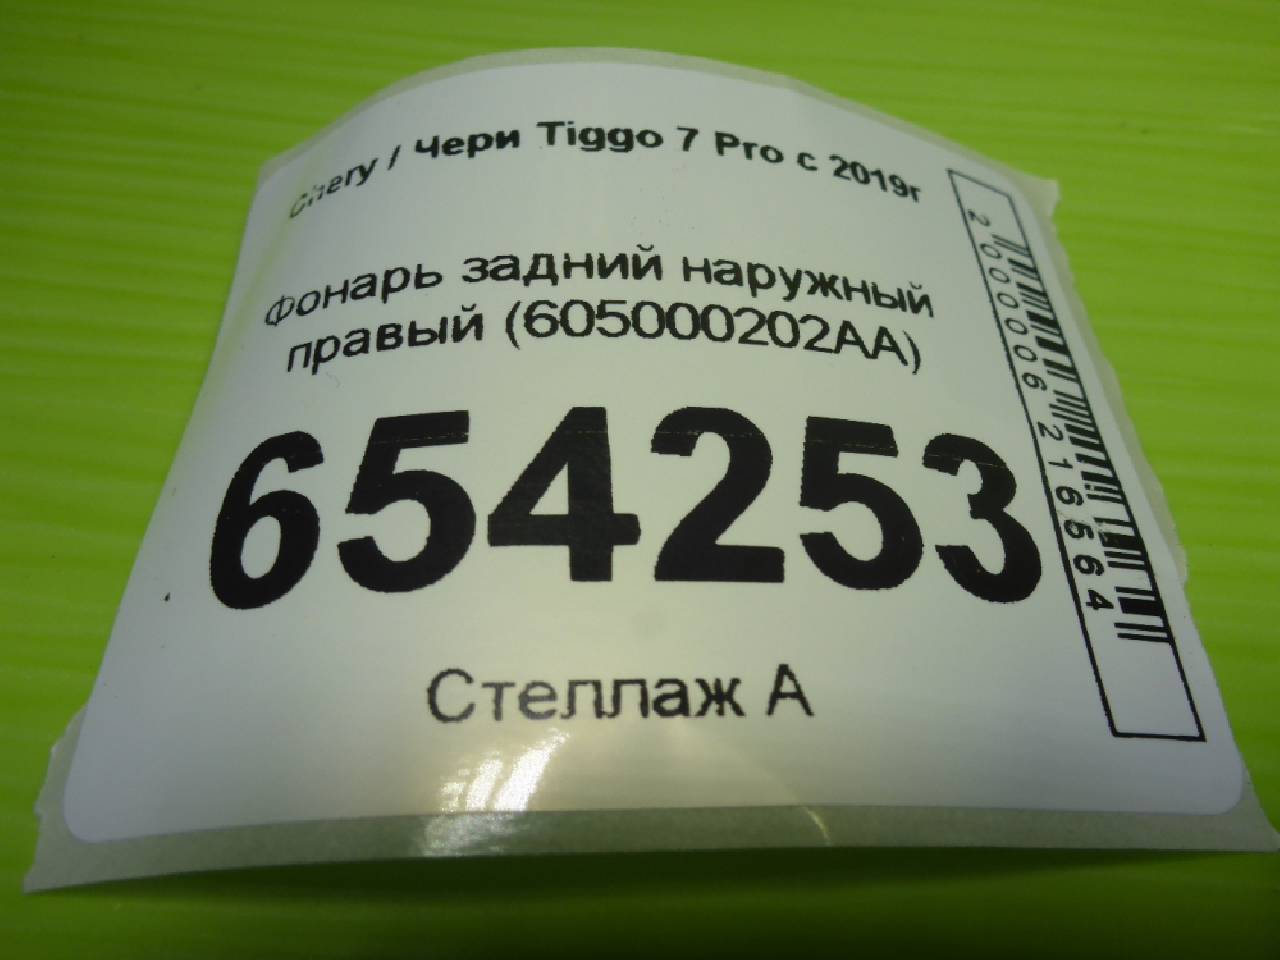 Chery / Чери Tiggo 7 Pro с 2019г
Фонарь задний наружный
правый (605000202AA)
654253
Стеллаж А
2000006216564